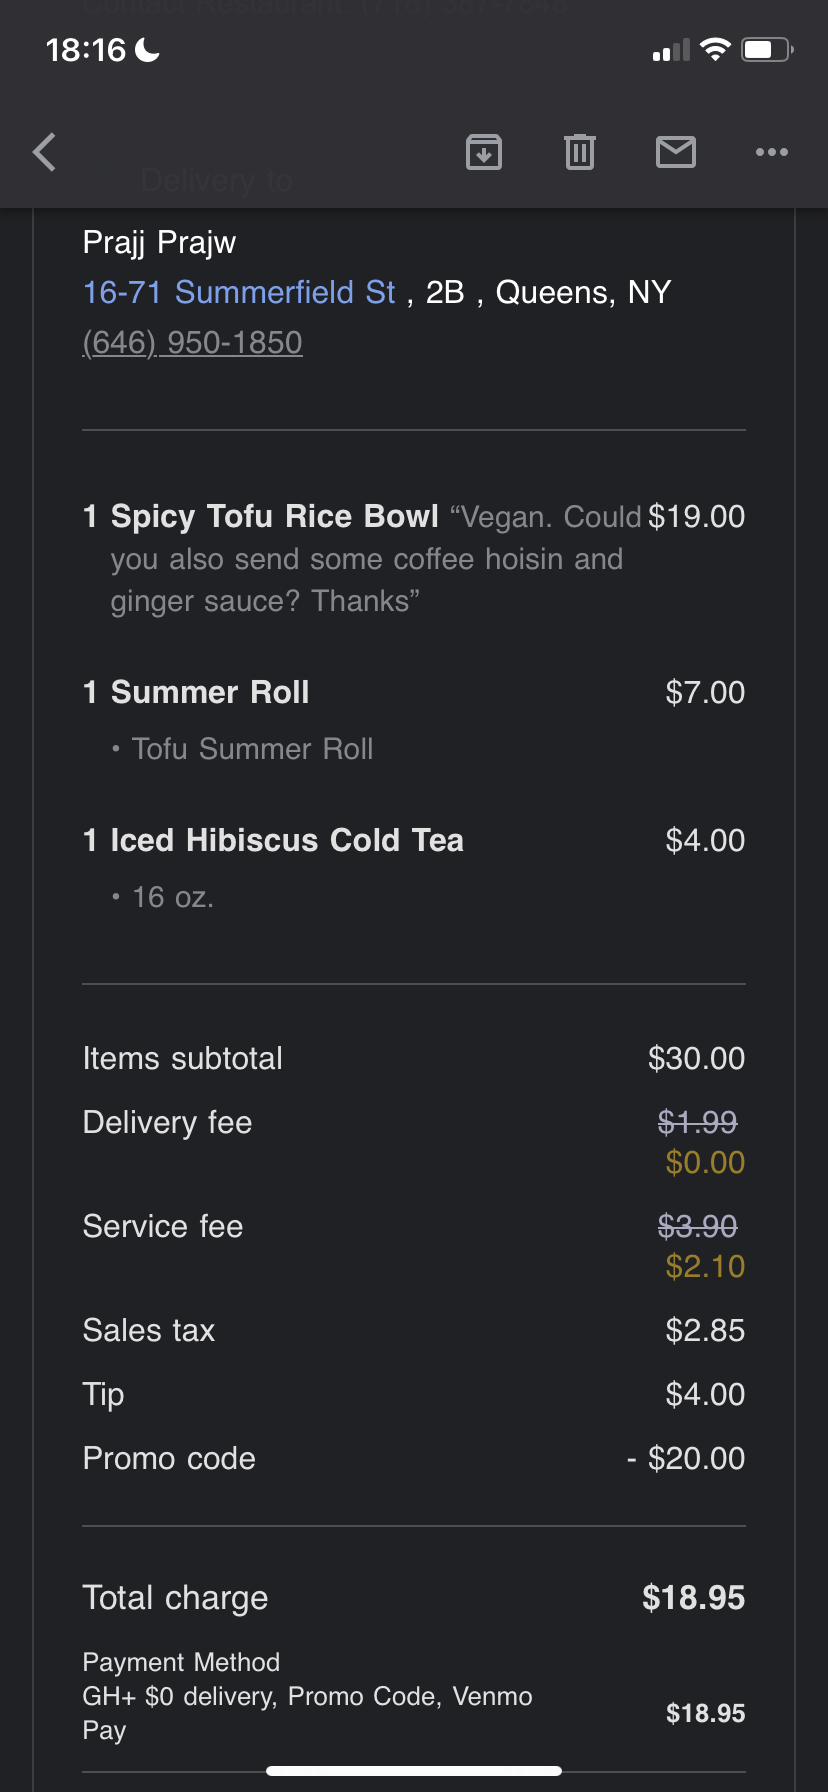 18:16
Delivery to
Prajj Prajw
16-71 Summerfield St , 2B , Queens, NY
(646) 950-1850
1 Spicy Tofu Rice Bowl “Vegan. Could $19.00
you also send some coffee hoisin and
ginger sauce? Thanks”
1 Summer Roll $7.00
• Tofu Summer Roll
1 Iced Hibiscus Cold Tea $4.00
• 16 oz.
Items subtotal $30.00
Delivery fee $1.99
$0.00
Service fee $3.90
$2.10
Sales tax $2.85
Tip $4.00
Promo code - $20.00
Total charge $18.95
Payment Method
GH+ $0 delivery, Promo Code, Venmo
Pay $18.95